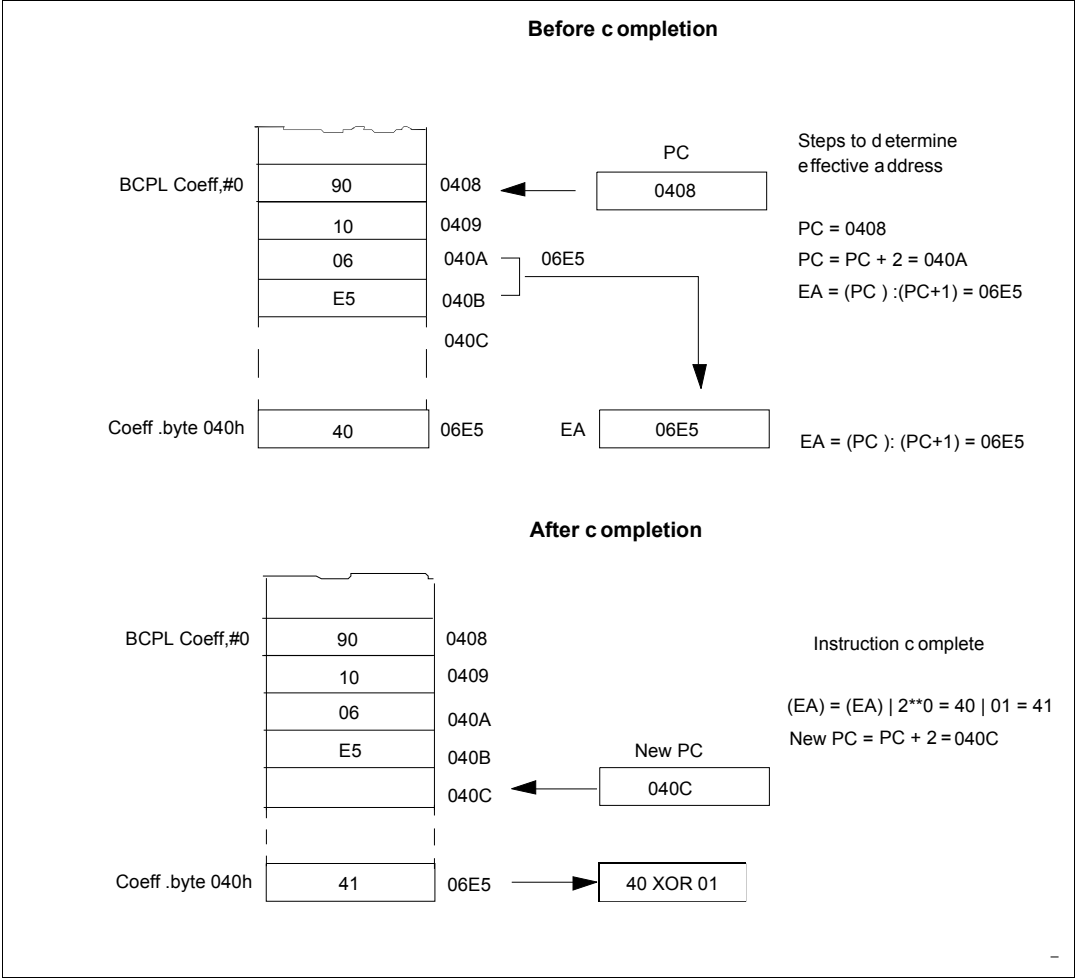 Before c ompletion
Steps to d etermine
effective a ddress
PC
BCPL Coeff,#0 90 0408 0408
10 0409
PC = 0408
06 040A 06E5
PC = PC + 2 = 040A
E5 040B
EA = (PC ) :(PC+1) = 06E5
040C
Coeff .byte 040h 40 06E5 EA 06E5
EA = (PC ): (PC+1) = 06E5
After c ompletion
BCPL Coeff,#0 90 0408
Instruction c omplete
10 0409
06 040A
(EA) = (EA) | 2**0 = 40 | 01 = 41
E5 040B
New PC
New PC = PC + 2 = 040C
040C 040C
Coeff .byte 040h 41 06E5 40 XOR 01
–